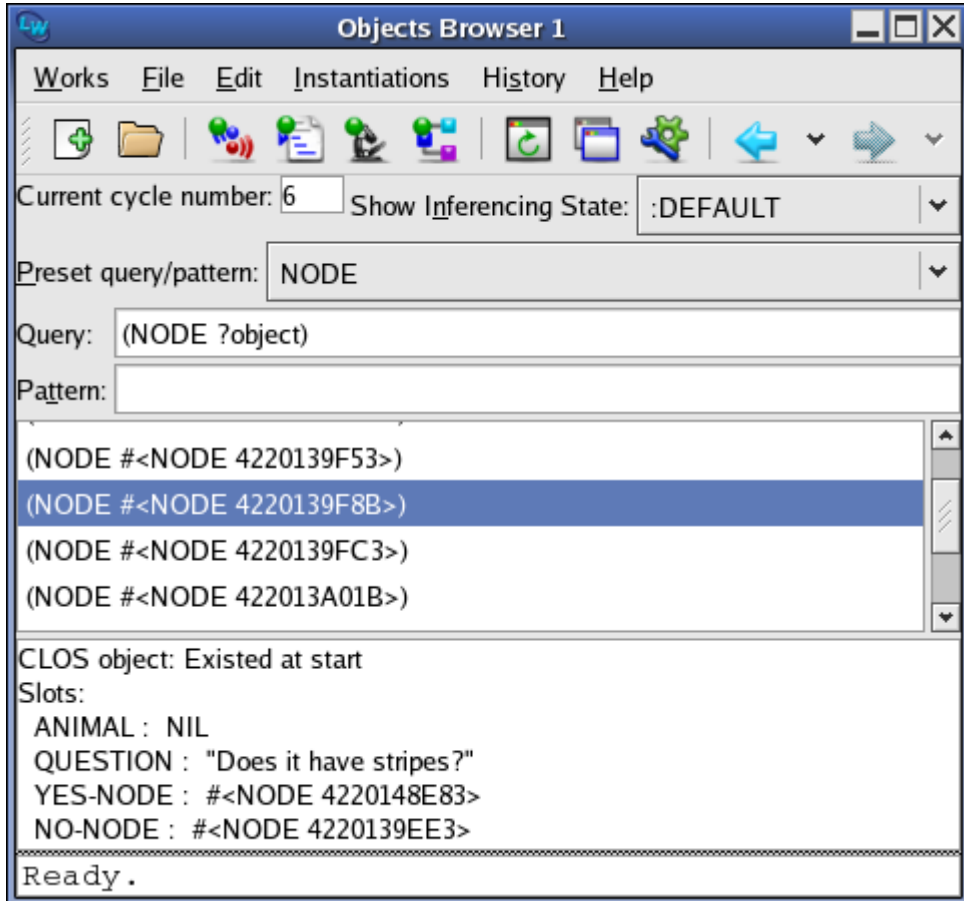 LW Objects Browser 1
Works File Edit Instantiations History Help
Current cycle number: 6 Show Inferencing State: :DEFAULT
Preset query/pattern: NODE
Query: (NODE ?object)
Pattern:
(NODE #<NODE 4220139F53>)
(NODE #<NODE 4220139F8B>)
(NODE #<NODE 4220139FC3>)
(NODE #<NODE 422013A01B>)
CLOS object: Existed at start
Slots:
ANIMAL : NIL
QUESTION : "Does it have stripes?"
YES-NODE : #<NODE 4220148E83>
NO-NODE : #<NODE 4220139EE3>
Ready.